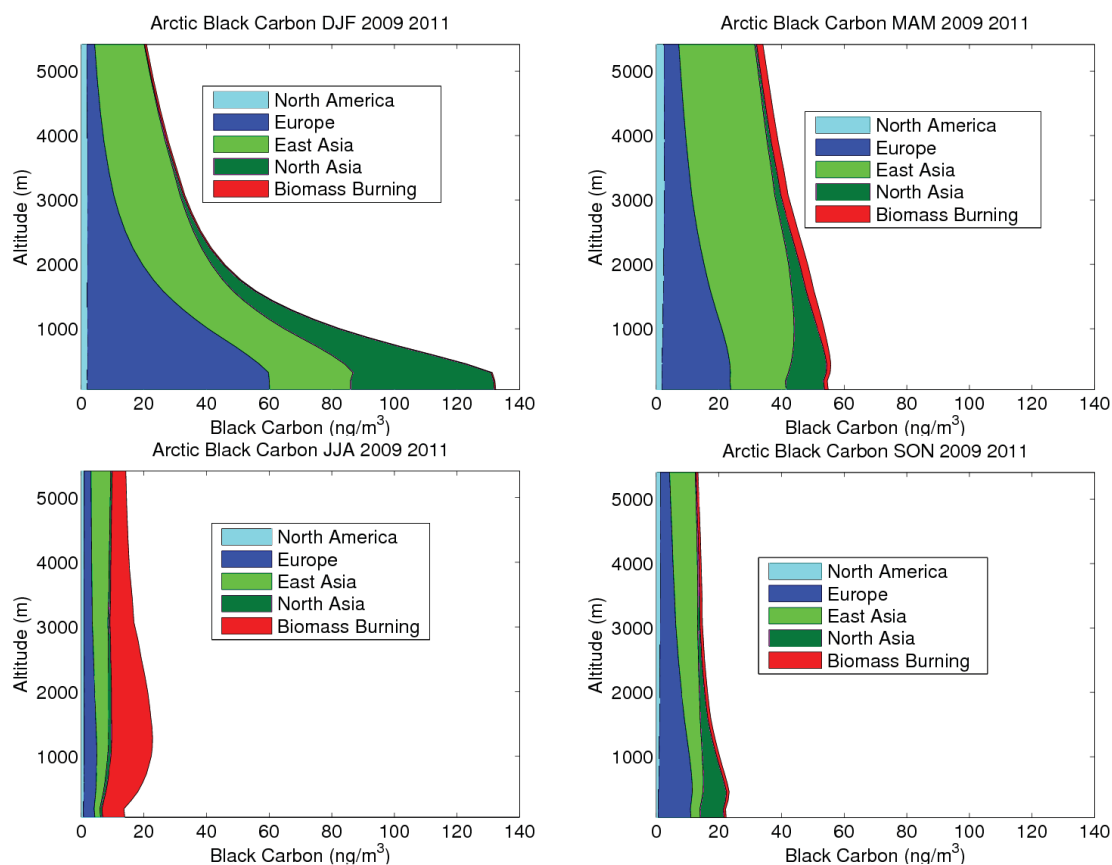 Arctic Black Carbon DJF 2009 2011
5000
4000
3000
2000
1000
Altitude (m)
North America
Europe
East Asia
North Asia
Biomass Burning
0 20 40 60 80 100 120 140
Black Carbon (ng/m³)
Arctic Black Carbon MAM 2009 2011
5000
4000
3000
2000
1000
Altitude (m)
North America
Europe
East Asia
North Asia
Biomass Burning
0 20 40 60 80 100 120 140
Black Carbon (ng/m³)
Arctic Black Carbon JJA 2009 2011
5000
4000
3000
2000
1000
Altitude (m)
North America
Europe
East Asia
North Asia
Biomass Burning
0 20 40 60 80 100 120 140
Black Carbon (ng/m³)
Arctic Black Carbon SON 2009 2011
5000
4000
3000
2000
1000
Altitude (m)
North America
Europe
East Asia
North Asia
Biomass Burning
0 20 40 60 80 100 120 140
Black Carbon (ng/m³)